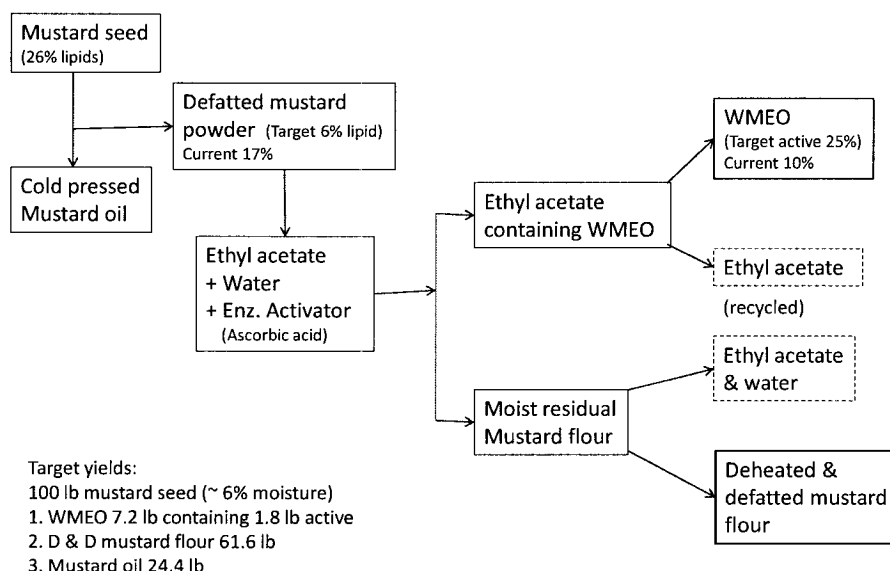 Mustard seed
(26% lipids)
Defatted mustard
powder (Target 6% lipid)
Current 17%
Cold pressed
Mustard oil
Ethyl acetate
+ Water
+ Enz. Activator
(Ascorbic acid)
Ethyl acetate
containing WMEO
WMEO
(Target active 25%)
Current 10%
Ethyl acetate
(recycled)
Moist residual
Mustard flour
Ethyl acetate
& water
Deheated &
defatted mustard
flour
Target yields:
100 lb mustard seed (~ 6% moisture)
1. WMEO 7.2 lb containing 1.8 lb active
2. D & D mustard flour 61.6 lb
3. Mustard oil 24.4 lb